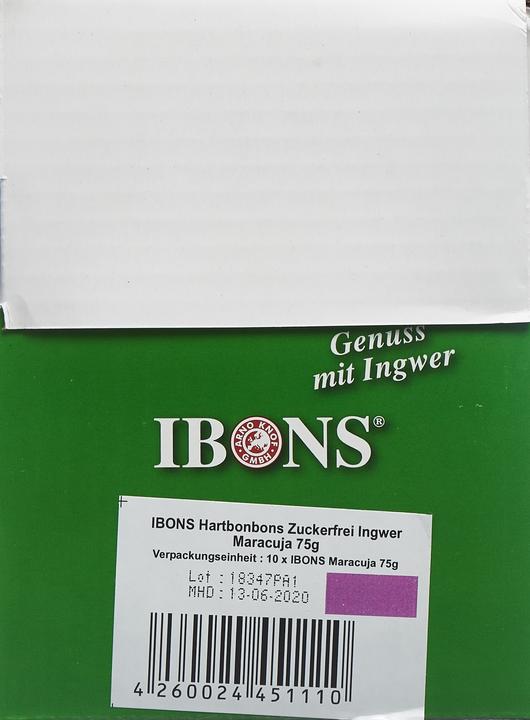 Genuss
mit Ingwer
IBONS®
ARNO KNOF
GMBH
IBONS Hartbonbons Zuckerfrei Ingwer
Maracuja 75g
Verpackungseinheit : 10 x IBONS Maracuja 75g
Lot : 18347PA1
MHD : 13-06-2020
4 260024 451110